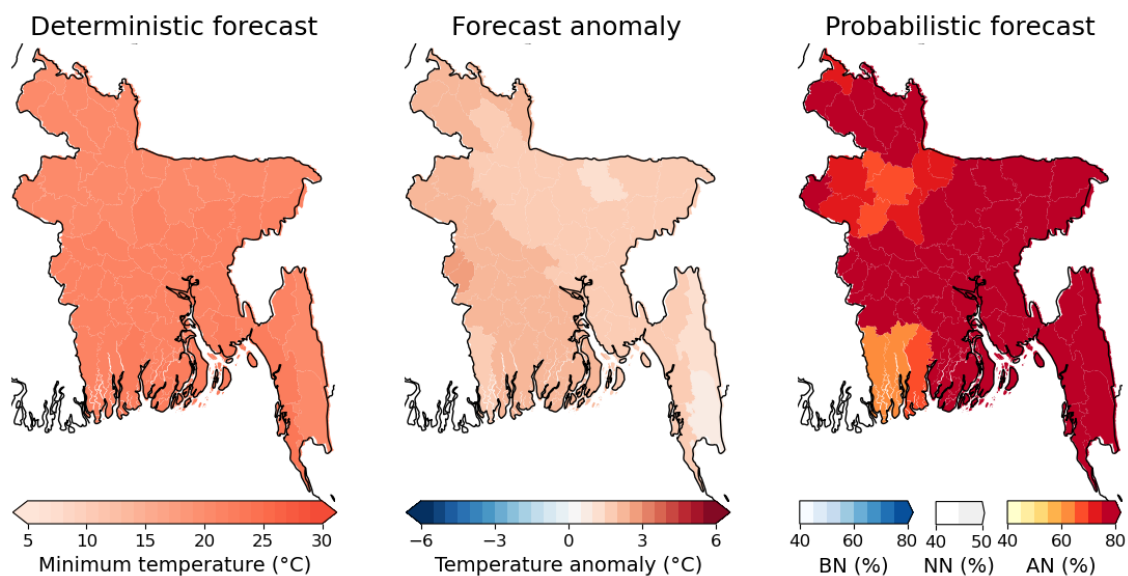 Deterministic forecast
Forecast anomaly
Probabilistic forecast
5 10 15 20 25 30
Minimum temperature (°C)
−6 −3 0 3 6
Temperature anomaly (°C)
40 60 80
BN (%)
40 50
NN (%)
40 60 80
AN (%)